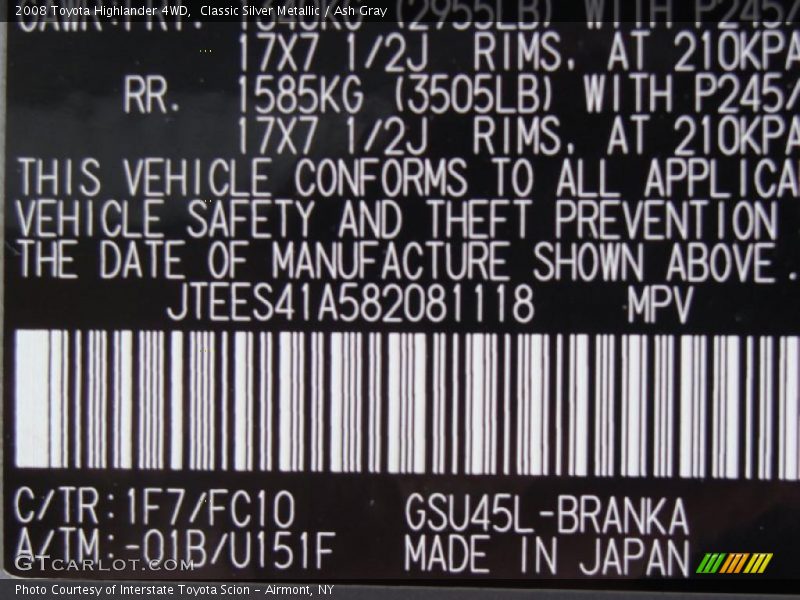 2008 Toyota Highlander 4WD, Classic Silver Metallic / Ash Gray
(2955LB) WITH P245/
17X7 1/2J RIMS, AT 210KPA
RR. 1585KG (3505LB) WITH P245/
17X7 1/2J RIMS, AT 210KPA
THIS VEHICLE CONFORMS TO ALL APPLICA
VEHICLE SAFETY AND THEFT PREVENTION
THE DATE OF MANUFACTURE SHOWN ABOVE.
JTEES41A582081118 MPV
C/TR:1F7/FC10 GSU45L-BRANKA
A/TM:-01B/U151F MADE IN JAPAN
GTCARLOT.COM
Photo Courtesy of Interstate Toyota Scion – Airmont, NY